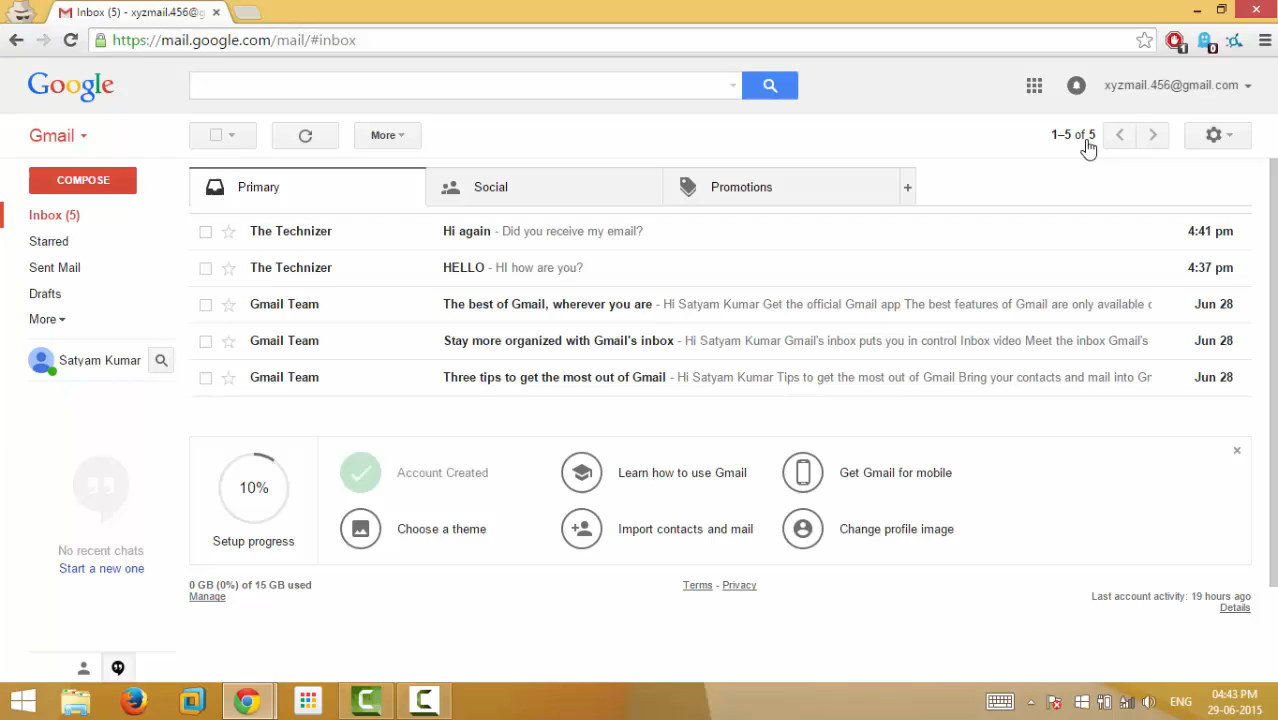 Inbox (5) - xyzmail.456@g
https://mail.google.com/mail/#inbox
1
0
Google
xyzmail.456@gmail.com
Gmail
More
1–5 of 5
COMPOSE
Inbox (5)
Starred
Sent Mail
Drafts
More
Satyam Kumar
No recent chats
Start a new one
Primary
Social
Promotions
+
The Technizer Hi again - Did you receive my email? 4:41 pm
The Technizer HELLO - HI how are you? 4:37 pm
Gmail Team The best of Gmail, wherever you are - Hi Satyam Kumar Get the official Gmail app The best features of Gmail are only available c Jun 28
Gmail Team Stay more organized with Gmail's inbox - Hi Satyam Kumar Gmail's inbox puts you in control Inbox video Meet the inbox Gmail's Jun 28
Gmail Team Three tips to get the most out of Gmail - Hi Satyam Kumar Tips to get the most out of Gmail Bring your contacts and mail into Gr Jun 28
10%
Setup progress
Account Created
Learn how to use Gmail
Get Gmail for mobile
Choose a theme
Import contacts and mail
Change profile image
0 GB (0%) of 15 GB used
Manage
Terms - Privacy
Last account activity: 19 hours ago
Details
ENG
04:43 PM
29-06-2015